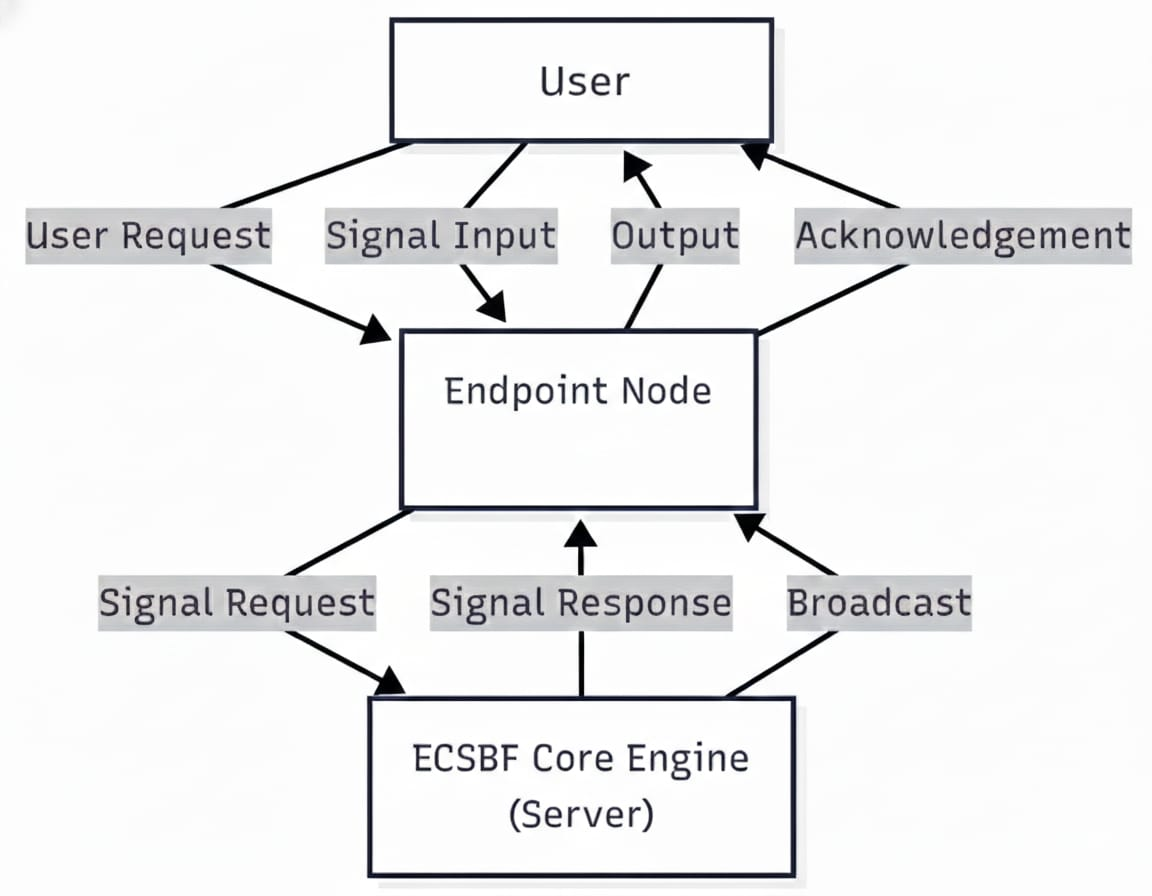 User
User Request
Signal Input
Output
Acknowledgement
Endpoint Node
Signal Request
Signal Response
Broadcast
ECSBF Core Engine
(Server)